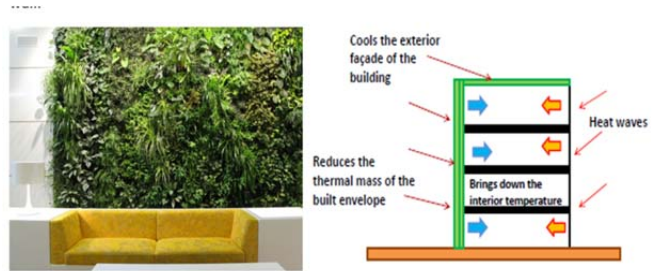 Cools the exterior
façade of the
building
Heat waves
Reduces the
thermal mass of the
built envelope
Brings down the
interior temperature